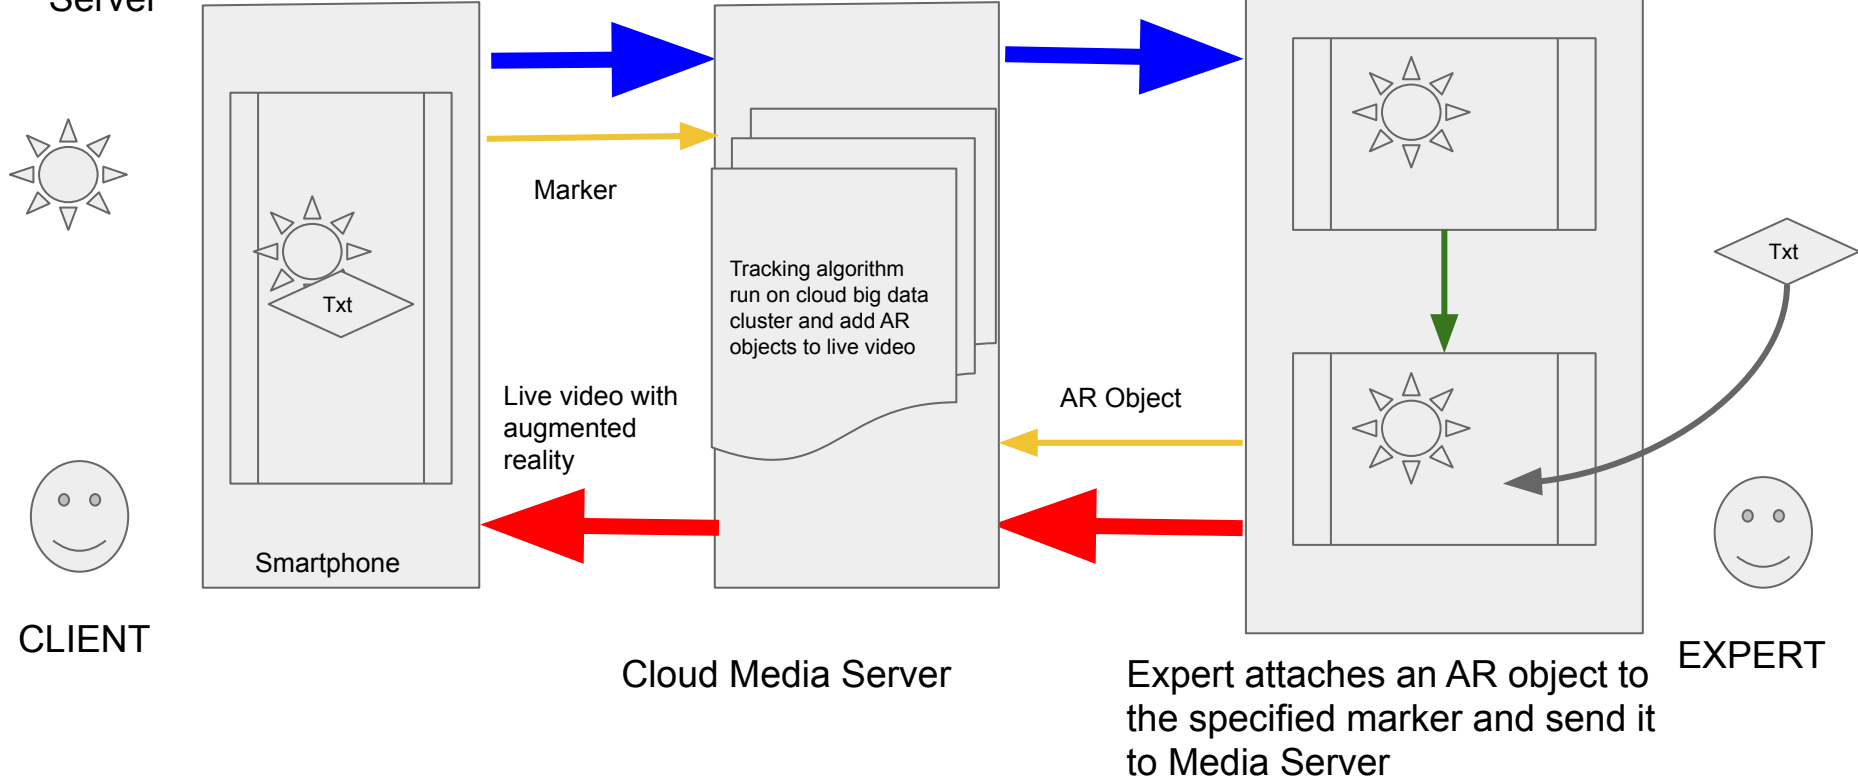 Server
Marker
Txt
Tracking algorithm
run on cloud big data
cluster and add AR
objects to live video
Txt
Live video with
augmented
reality
AR Object
Smartphone
CLIENT
Cloud Media Server
Expert attaches an AR object to
the specified marker and send it
to Media Server
EXPERT